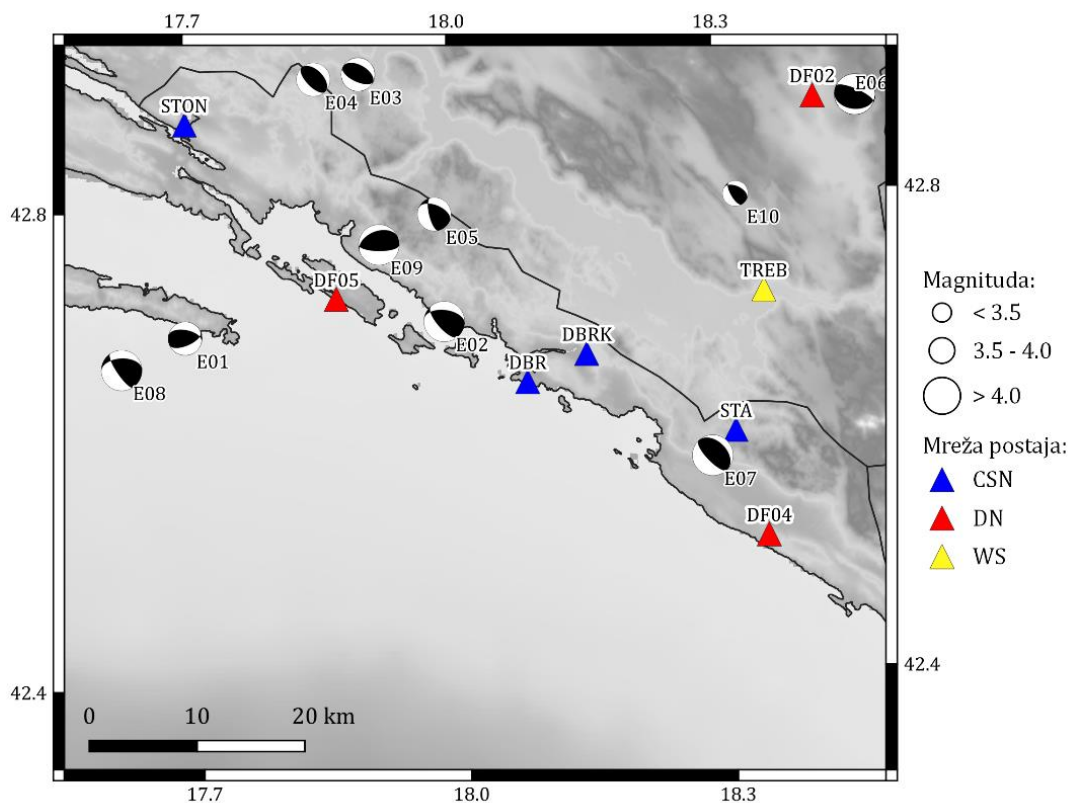 17.7
18.0
18.3
DF02
E06
E04
E03
STON
42.8
42.8
E10
E05
TREB
E09
DF05
E02
E01
DBRK
DBR
E08
STA
E07
DF04
42.4
42.4
0
10
20 km
17.7
18.0
18.3
Magnituda:
< 3.5
3.5 - 4.0
> 4.0
Mreža postaja:
CSN
DN
WS